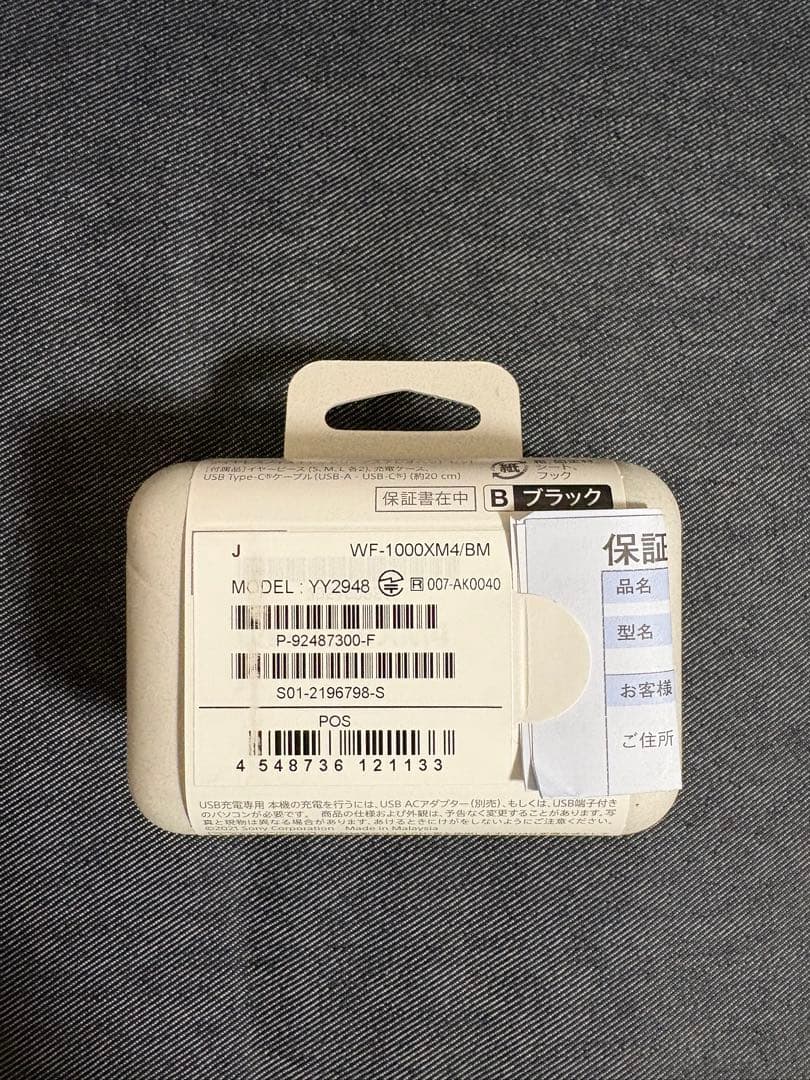 [付属品]イヤーピース (S, M, L 各2)、充電ケース、
USB Type-C®ケーブル(USB-A - USB-C®) (約20 cm)
紙
シート、
フック
保証書在中
B ブラック
J WF-1000XM4/BM
MODEL : YY2948 R 007-AK0040
P-92487300-F
S01-2196798-S
POS
4 548736 121133
保証
品名
型名
お客様
ご住所
USB充電専用 本機の充電を行うには、USB ACアダプター(別売)、もしくは、USB端子付き
のパソコンが必要です。 商品の仕様および外観は、予告なく変更することがあります。写
真と現物は異なる場合があります。あけるときにけがをしないようにご注意ください。
©2021 Sony Corporation Made in Malaysia